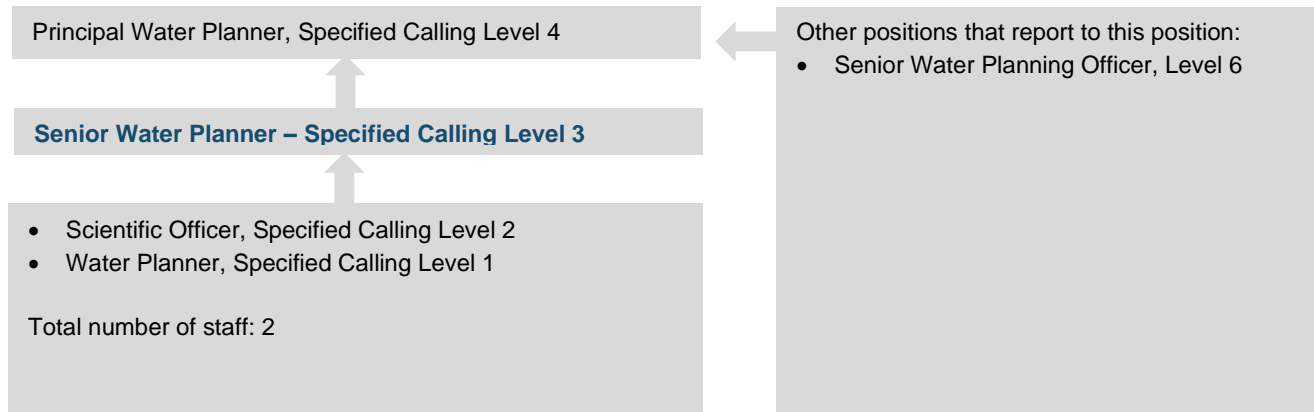 Principal Water Planner, Specified Calling Level 4
Senior Water Planner – Specified Calling Level 3
• Scientific Officer, Specified Calling Level 2
• Water Planner, Specified Calling Level 1
Total number of staff: 2
Other positions that report to this position:
• Senior Water Planning Officer, Level 6